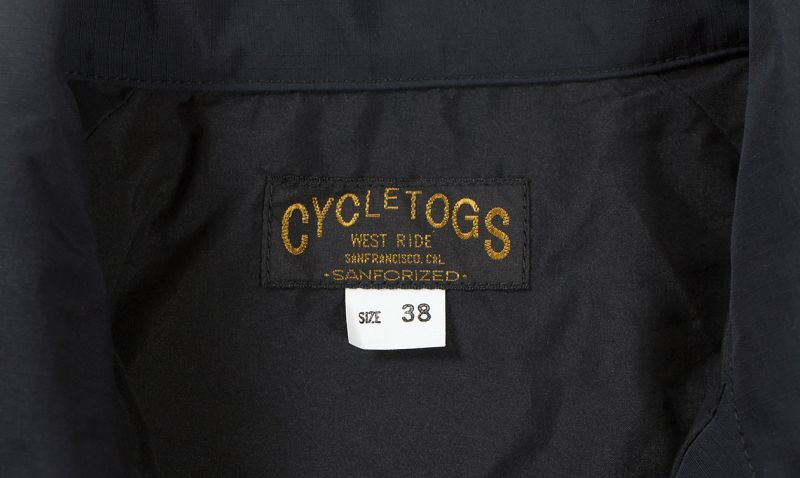 CYCLETOGS
WEST RIDE
SANFRANCISCO, CAL
-SANFORIZED-
SIZE 38